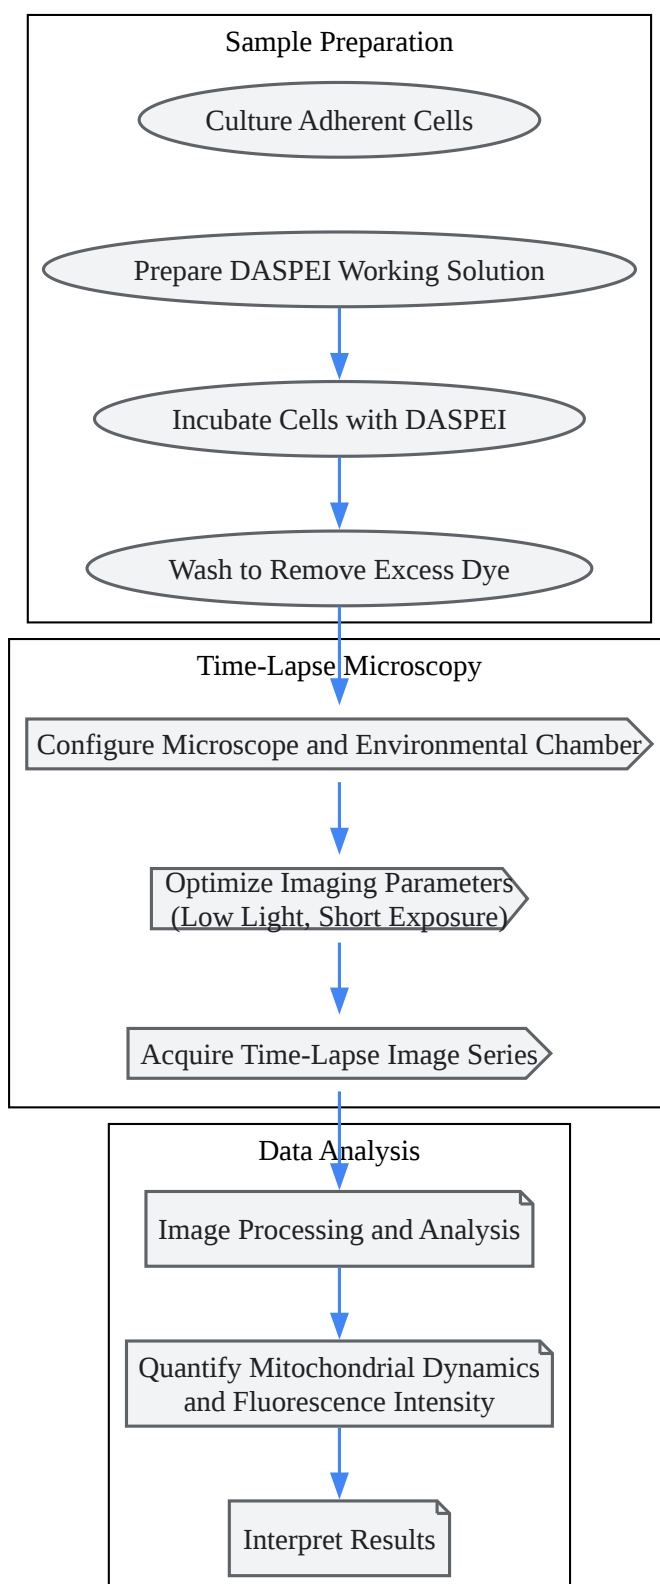 Sample Preparation
Culture Adherent Cells
Prepare DASPEI Working Solution
Incubate Cells with DASPEI
Wash to Remove Excess Dye
Time-Lapse Microscopy
Configure Microscope and Environmental Chamber
Optimize Imaging Parameters
(Low Light, Short Exposure)
Acquire Time-Lapse Image Series
Data Analysis
Image Processing and Analysis
Quantify Mitochondrial Dynamics
and Fluorescence Intensity
Interpret Results